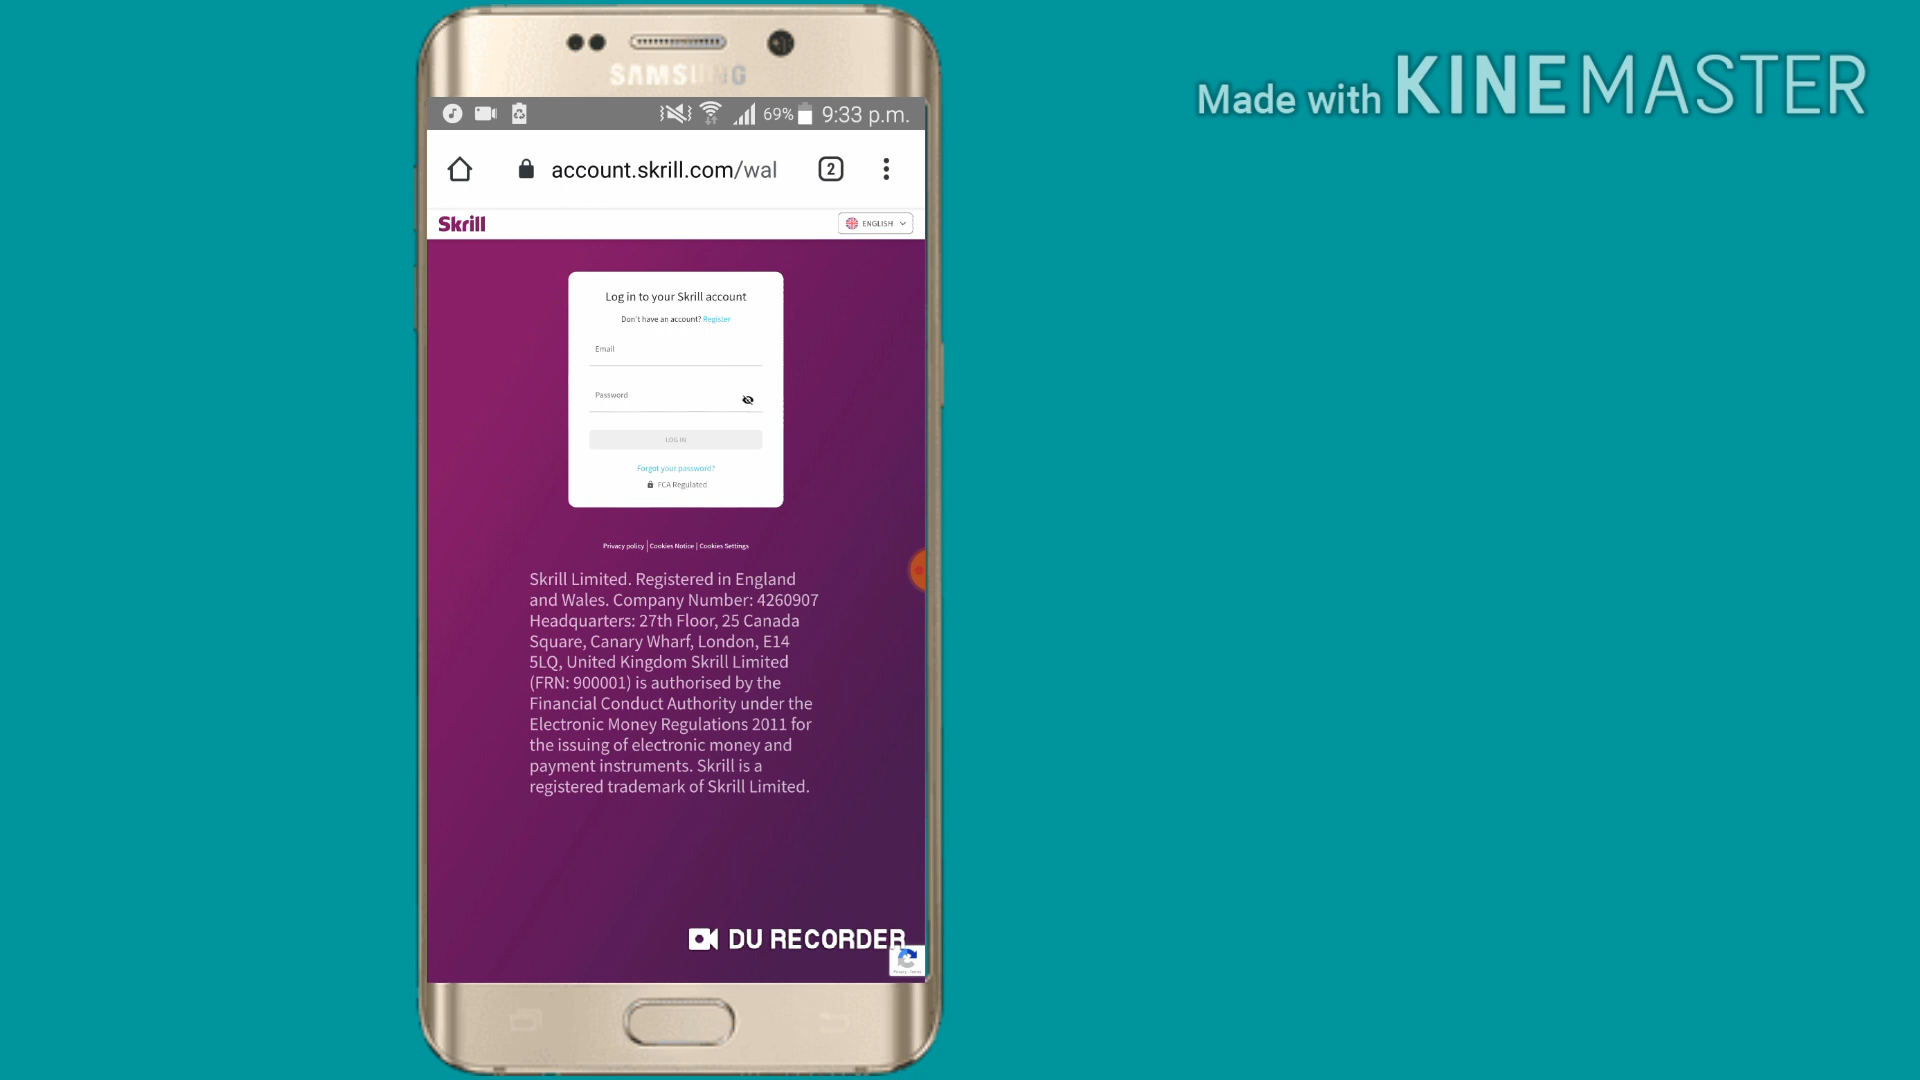 Made with KINEMASTER
SAMSUNG
69% 9:33 p.m.
account.skrill.com/wal
2
Skrill
ENGLISH
Log in to your Skrill account
Don't have an account? Register
Email
Password
LOG IN
Forgot your password?
FCA Regulated
Privacy policy | Cookies Notice | Cookies Settings
Skrill Limited. Registered in England
and Wales. Company Number: 4260907
Headquarters: 27th Floor, 25 Canada
Square, Canary Wharf, London, E14
5LQ, United Kingdom Skrill Limited
(FRN: 900001) is authorised by the
Financial Conduct Authority under the
Electronic Money Regulations 2011 for
the issuing of electronic money and
payment instruments. Skrill is a
registered trademark of Skrill Limited.
DU RECORDER
Privacy - Terms